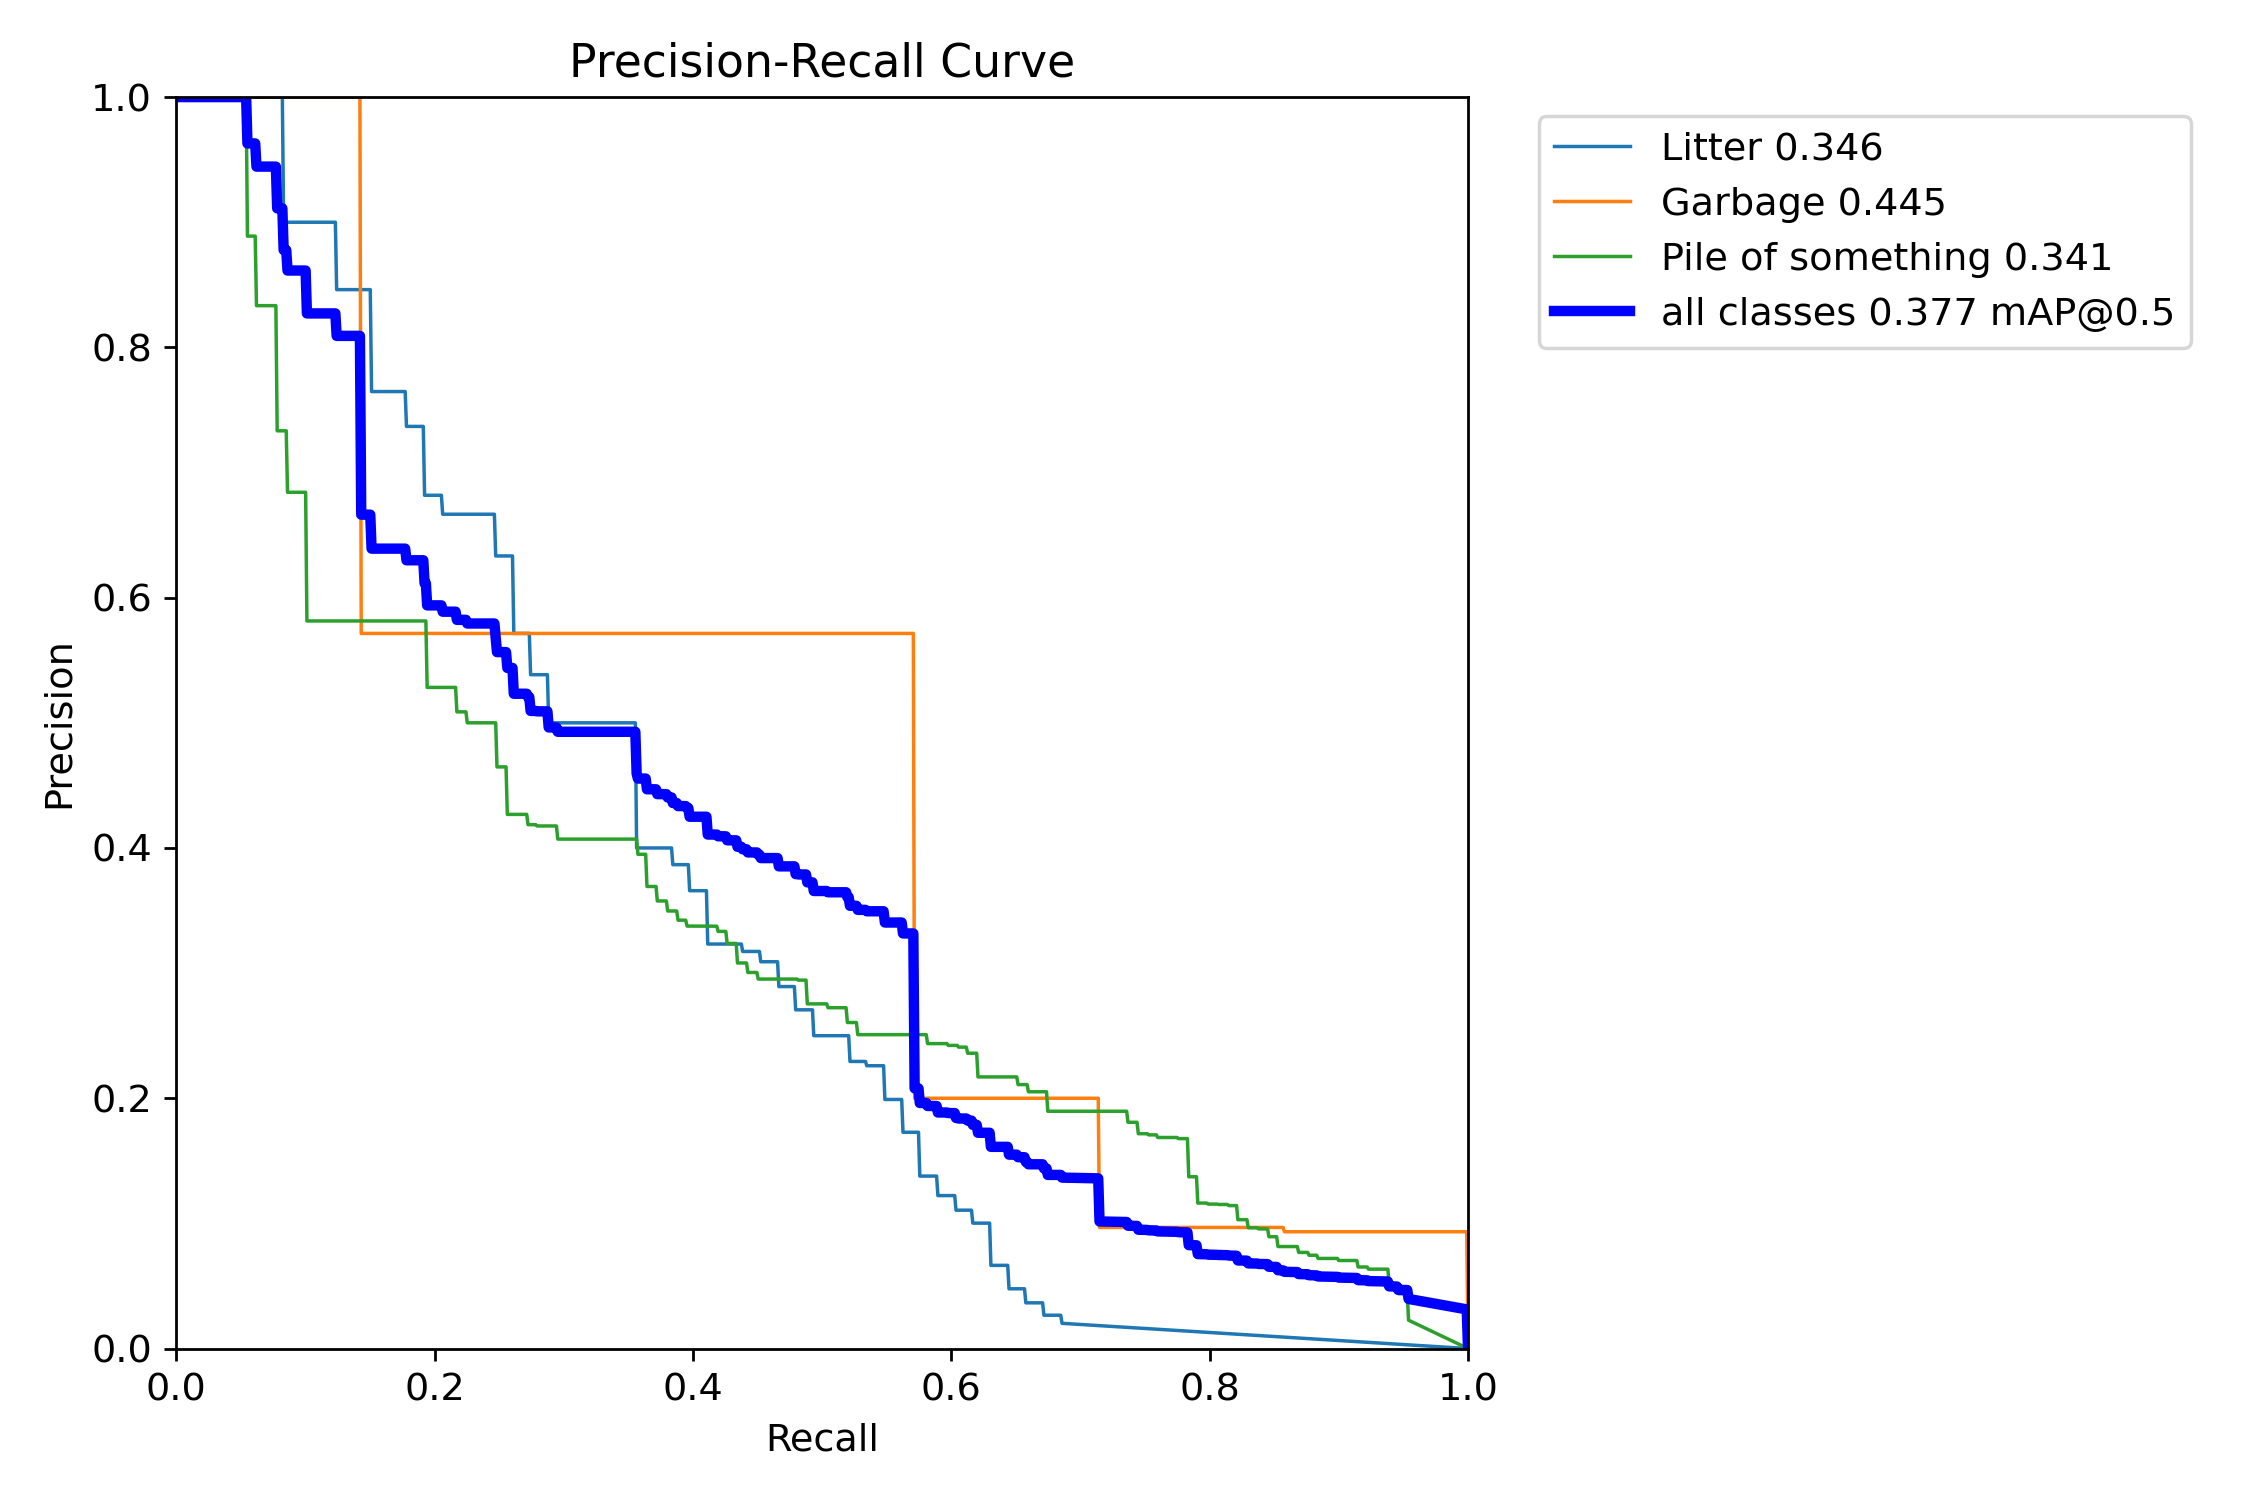 Precision-Recall Curve
1.0
0.8
0.6
0.4
0.2
0.0
Precision
0.0 0.2 0.4 0.6 0.8 1.0
Recall
Litter 0.346
Garbage 0.445
Pile of something 0.341
all classes 0.377 mAP@0.5